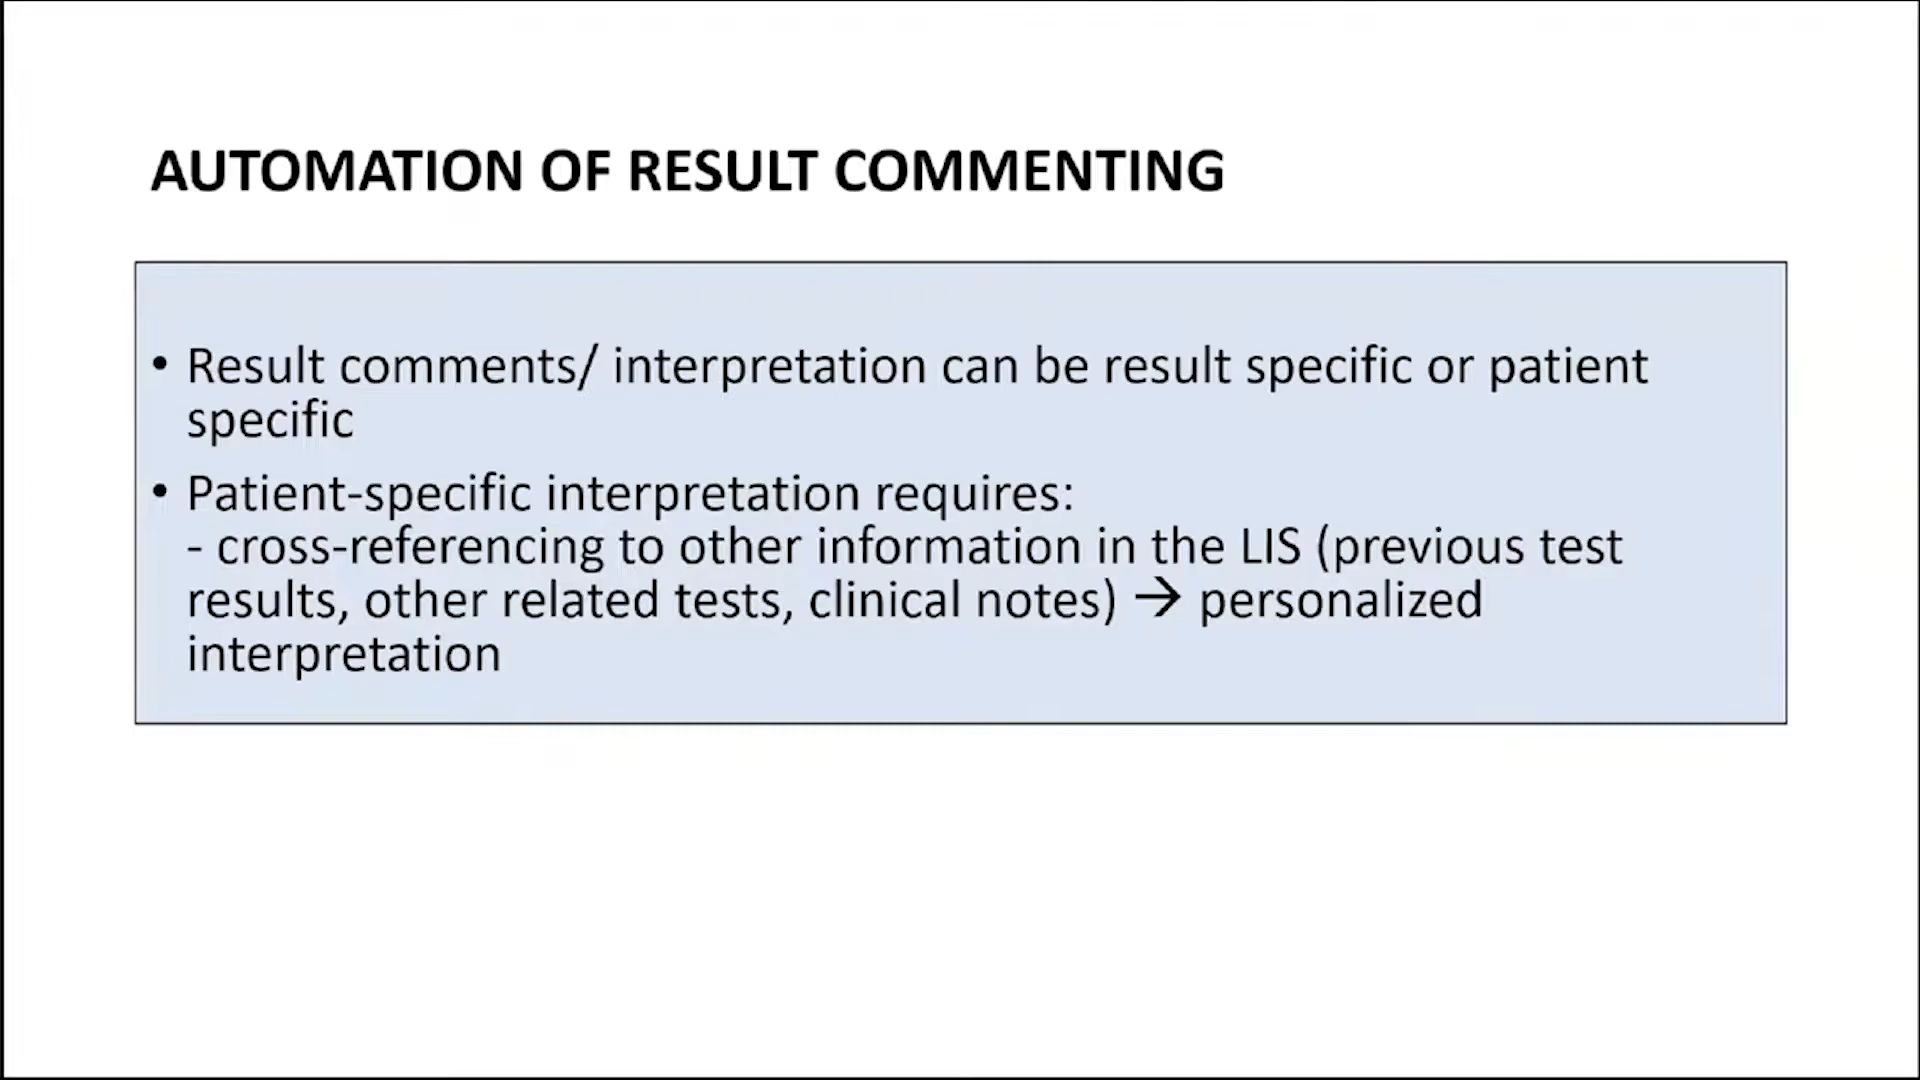 AUTOMATION OF RESULT COMMENTING
• Result comments/ interpretation can be result specific or patient
specific
• Patient-specific interpretation requires:
- cross-referencing to other information in the LIS (previous test
results, other related tests, clinical notes) → personalized
interpretation